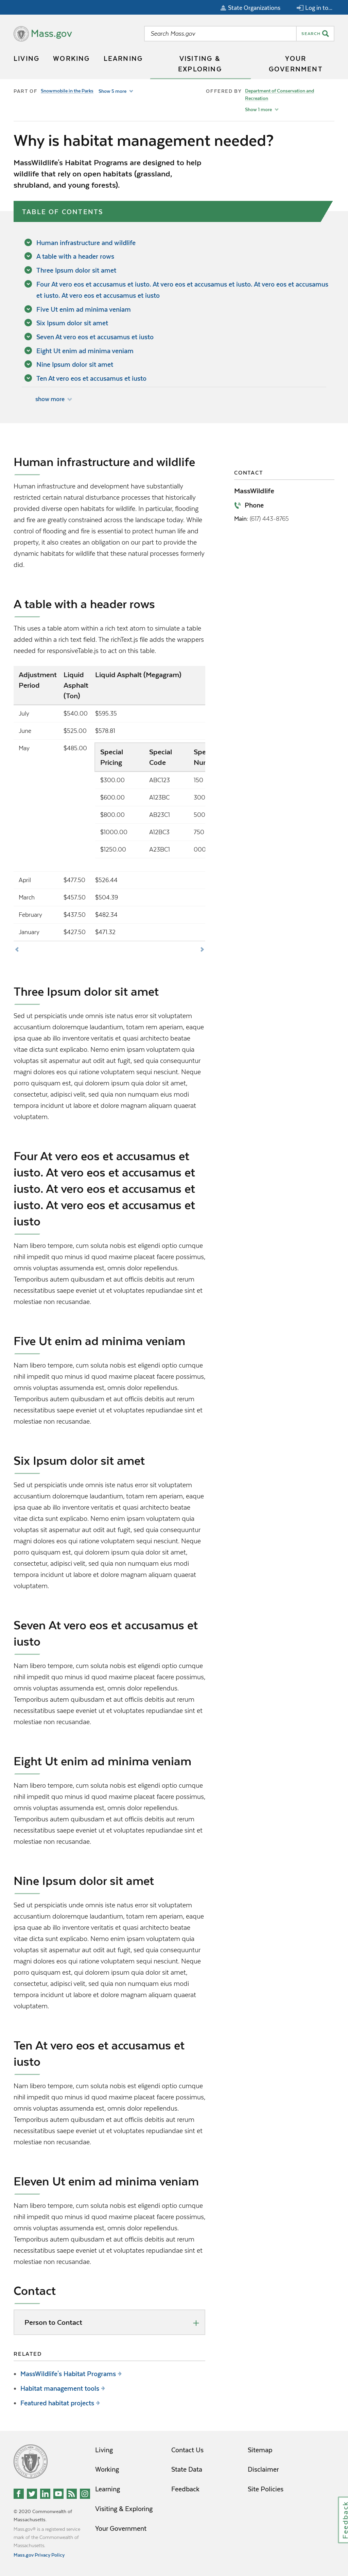 State Organizations
Log in to...
Mass.gov
Search Mass.gov
SEARCH
LIVING
WORKING
LEARNING
VISITING &
EXPLORING
YOUR
GOVERNMENT
PART OF
Snowmobile in the Parks
Show 5 more
OFFERED BY
Department of Conservation and
Recreation
Show 1 more
Why is habitat management needed?
MassWildlife's Habitat Programs are designed to help
wildlife that rely on open habitats (grassland,
shrubland, and young forests).
TABLE OF CONTENTS
Human infrastructure and wildlife
A table with a header rows
Three Ipsum dolor sit amet
Four At vero eos et accusamus et iusto. At vero eos et accusamus et iusto. At vero eos et accusamus et iusto. At vero eos
et accusamus et iusto. At vero eos et accusamus et iusto
Five Ut enim ad minima veniam
Six Ipsum dolor sit amet
Seven At vero eos et accusamus et iusto
Eight Ut enim ad minima veniam
Nine Ipsum dolor sit amet
Ten At vero eos et accusamus et iusto
show more
Human infrastructure and wildlife
Human infrastructure and development have substantially
restricted certain natural disturbance processes that historically
provided diverse open habitats for wildlife. In particular, flooding
and fire are greatly constrained across the landscape today. While
control of flooding and fire is essential to protect human life and
property, it also creates an obligation on our part to provide the
dynamic habitats for wildlife that these natural processes formerly
did.
CONTACT
MassWildlife
Phone
Main: (617) 443-8765
A table with a header rows
This uses a table atom within a rich text atom to simulate a table
added within a rich text field. The richText.js file adds the wrappers
needed for responsiveTable.js to act on this table.
Adjustment
Period
Liquid
Asphalt
(Ton)
Liquid Asphalt (Megagram)
July $540.00 $595.35
June $525.00 $578.81
May $485.00
Special
Pricing
Special
Code
Spe
Nur
$300.00 ABC123 150
$600.00 A123BC 300
$800.00 AB23C1 500
$1000.00 A12BC3 750
$1250.00 A23BC1 000
April $477.50 $526.44
March $457.50 $504.39
February $437.50 $482.34
January $427.50 $471.32
Three Ipsum dolor sit amet
Sed ut perspiciatis unde omnis iste natus error sit voluptatem
accusantium doloremque laudantium, totam rem aperiam, eaque
ipsa quae ab illo inventore veritatis et quasi architecto beatae
vitae dicta sunt explicabo. Nemo enim ipsam voluptatem quia
voluptas sit aspernatur aut odit aut fugit, sed quia consequuntur
magni dolores eos qui ratione voluptatem sequi nesciunt. Neque
porro quisquam est, qui dolorem ipsum quia dolor sit amet,
consectetur, adipisci velit, sed quia non numquam eius modi
tempora incidunt ut labore et dolore magnam aliquam quaerat
voluptatem.
Four At vero eos et accusamus et
iusto. At vero eos et accusamus et
iusto. At vero eos et accusamus et
iusto. At vero eos et accusamus et
iusto
Nam libero tempore, cum soluta nobis est eligendi optio cumque
nihil impedit quo minus id quod maxime placeat facere possimus,
omnis voluptas assumenda est, omnis dolor repellendus.
Temporibus autem quibusdam et aut officiis debitis aut rerum
necessitatibus saepe eveniet ut et voluptates repudiandae sint et
molestiae non recusandae.
Five Ut enim ad minima veniam
Nam libero tempore, cum soluta nobis est eligendi optio cumque
nihil impedit quo minus id quod maxime placeat facere possimus,
omnis voluptas assumenda est, omnis dolor repellendus.
Temporibus autem quibusdam et aut officiis debitis aut rerum
necessitatibus saepe eveniet ut et voluptates repudiandae sint et
molestiae non recusandae.
Six Ipsum dolor sit amet
Sed ut perspiciatis unde omnis iste natus error sit voluptatem
accusantium doloremque laudantium, totam rem aperiam, eaque
ipsa quae ab illo inventore veritatis et quasi architecto beatae
vitae dicta sunt explicabo. Nemo enim ipsam voluptatem quia
voluptas sit aspernatur aut odit aut fugit, sed quia consequuntur
magni dolores eos qui ratione voluptatem sequi nesciunt. Neque
porro quisquam est, qui dolorem ipsum quia dolor sit amet,
consectetur, adipisci velit, sed quia non numquam eius modi
tempora incidunt ut labore et dolore magnam aliquam quaerat
voluptatem.
Seven At vero eos et accusamus et
iusto
Nam libero tempore, cum soluta nobis est eligendi optio cumque
nihil impedit quo minus id quod maxime placeat facere possimus,
omnis voluptas assumenda est, omnis dolor repellendus.
Temporibus autem quibusdam et aut officiis debitis aut rerum
necessitatibus saepe eveniet ut et voluptates repudiandae sint et
molestiae non recusandae.
Eight Ut enim ad minima veniam
Nam libero tempore, cum soluta nobis est eligendi optio cumque
nihil impedit quo minus id quod maxime placeat facere possimus,
omnis voluptas assumenda est, omnis dolor repellendus.
Temporibus autem quibusdam et aut officiis debitis aut rerum
necessitatibus saepe eveniet ut et voluptates repudiandae sint et
molestiae non recusandae.
Nine Ipsum dolor sit amet
Sed ut perspiciatis unde omnis iste natus error sit voluptatem
accusantium doloremque laudantium, totam rem aperiam, eaque
ipsa quae ab illo inventore veritatis et quasi architecto beatae
vitae dicta sunt explicabo. Nemo enim ipsam voluptatem quia
voluptas sit aspernatur aut odit aut fugit, sed quia consequuntur
magni dolores eos qui ratione voluptatem sequi nesciunt. Neque
porro quisquam est, qui dolorem ipsum quia dolor sit amet,
consectetur, adipisci velit, sed quia non numquam eius modi
tempora incidunt ut labore et dolore magnam aliquam quaerat
voluptatem.
Ten At vero eos et accusamus et
iusto
Nam libero tempore, cum soluta nobis est eligendi optio cumque
nihil impedit quo minus id quod maxime placeat facere possimus,
omnis voluptas assumenda est, omnis dolor repellendus.
Temporibus autem quibusdam et aut officiis debitis aut rerum
necessitatibus saepe eveniet ut et voluptates repudiandae sint et
molestiae non recusandae.
Eleven Ut enim ad minima veniam
Nam libero tempore, cum soluta nobis est eligendi optio cumque
nihil impedit quo minus id quod maxime placeat facere possimus,
omnis voluptas assumenda est, omnis dolor repellendus.
Temporibus autem quibusdam et aut officiis debitis aut rerum
necessitatibus saepe eveniet ut et voluptates repudiandae sint et
molestiae non recusandae.
Contact
Person to Contact
RELATED
MassWildlife's Habitat Programs
Habitat management tools
Featured habitat projects
Living
Working
Learning
Visiting & Exploring
Your Government
Contact Us
State Data
Feedback
Sitemap
Disclaimer
Site Policies
© 2020 Commonwealth of
Massachusetts.
Mass.gov® is a registered service
mark of the Commonwealth of
Massachusetts.
Mass.gov Privacy Policy
Feedback